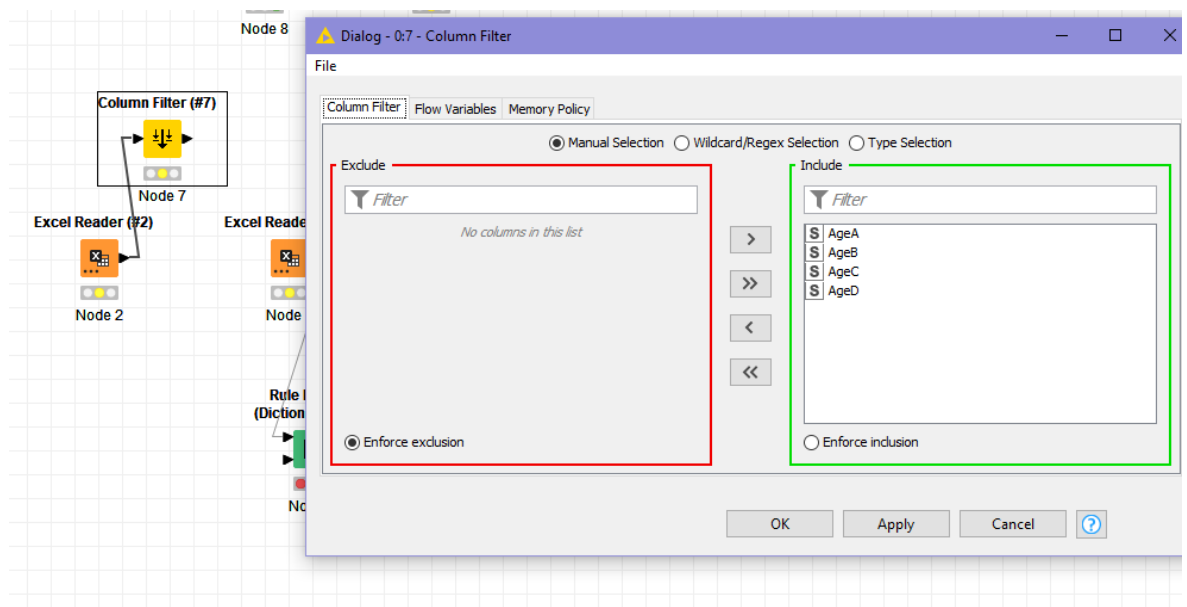 Node 8
Dialog - 0:7 - Column Filter
File
Column Filter (#7)
Node 7
Excel Reader (#2)
Excel Reade
Node 2
Node
Rule
(Diction
No
Column Filter Flow Variables Memory Policy
Manual Selection Wildcard/Regex Selection Type Selection
Exclude
Include
Filter
Filter
No columns in this list
S AgeA
S AgeB
S AgeC
S AgeD
> 
>>
<
<<
Enforce exclusion
Enforce inclusion
OK Apply Cancel ?